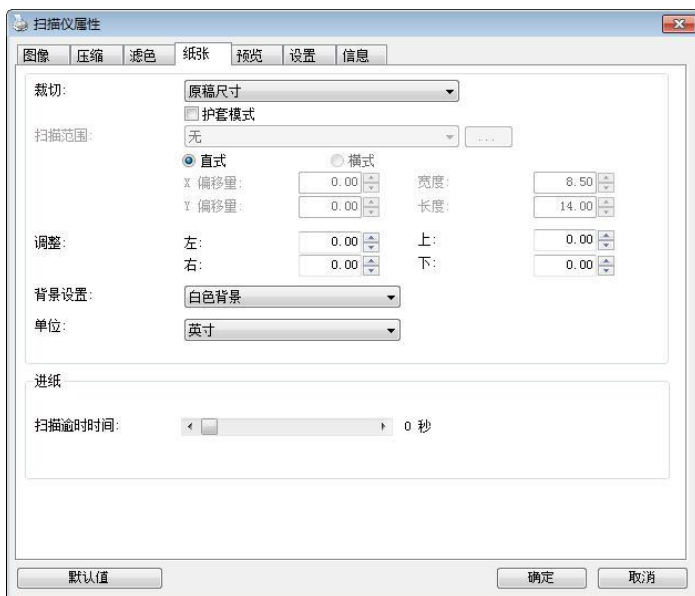 扫描仪属性
图像 压缩 滤色 纸张 预览 设置 信息
裁切: 原稿尺寸
护套模式
扫描范围: 无 ...
直式 横式
X 偏移量: 0.00 宽度: 8.50
Y 偏移量: 0.00 长度: 14.00
调整: 左: 0.00 上: 0.00
右: 0.00 下: 0.00
背景设置: 白色背景
单位: 英寸
进纸
扫描逾时时间: 0 秒
默认值 确定 取消